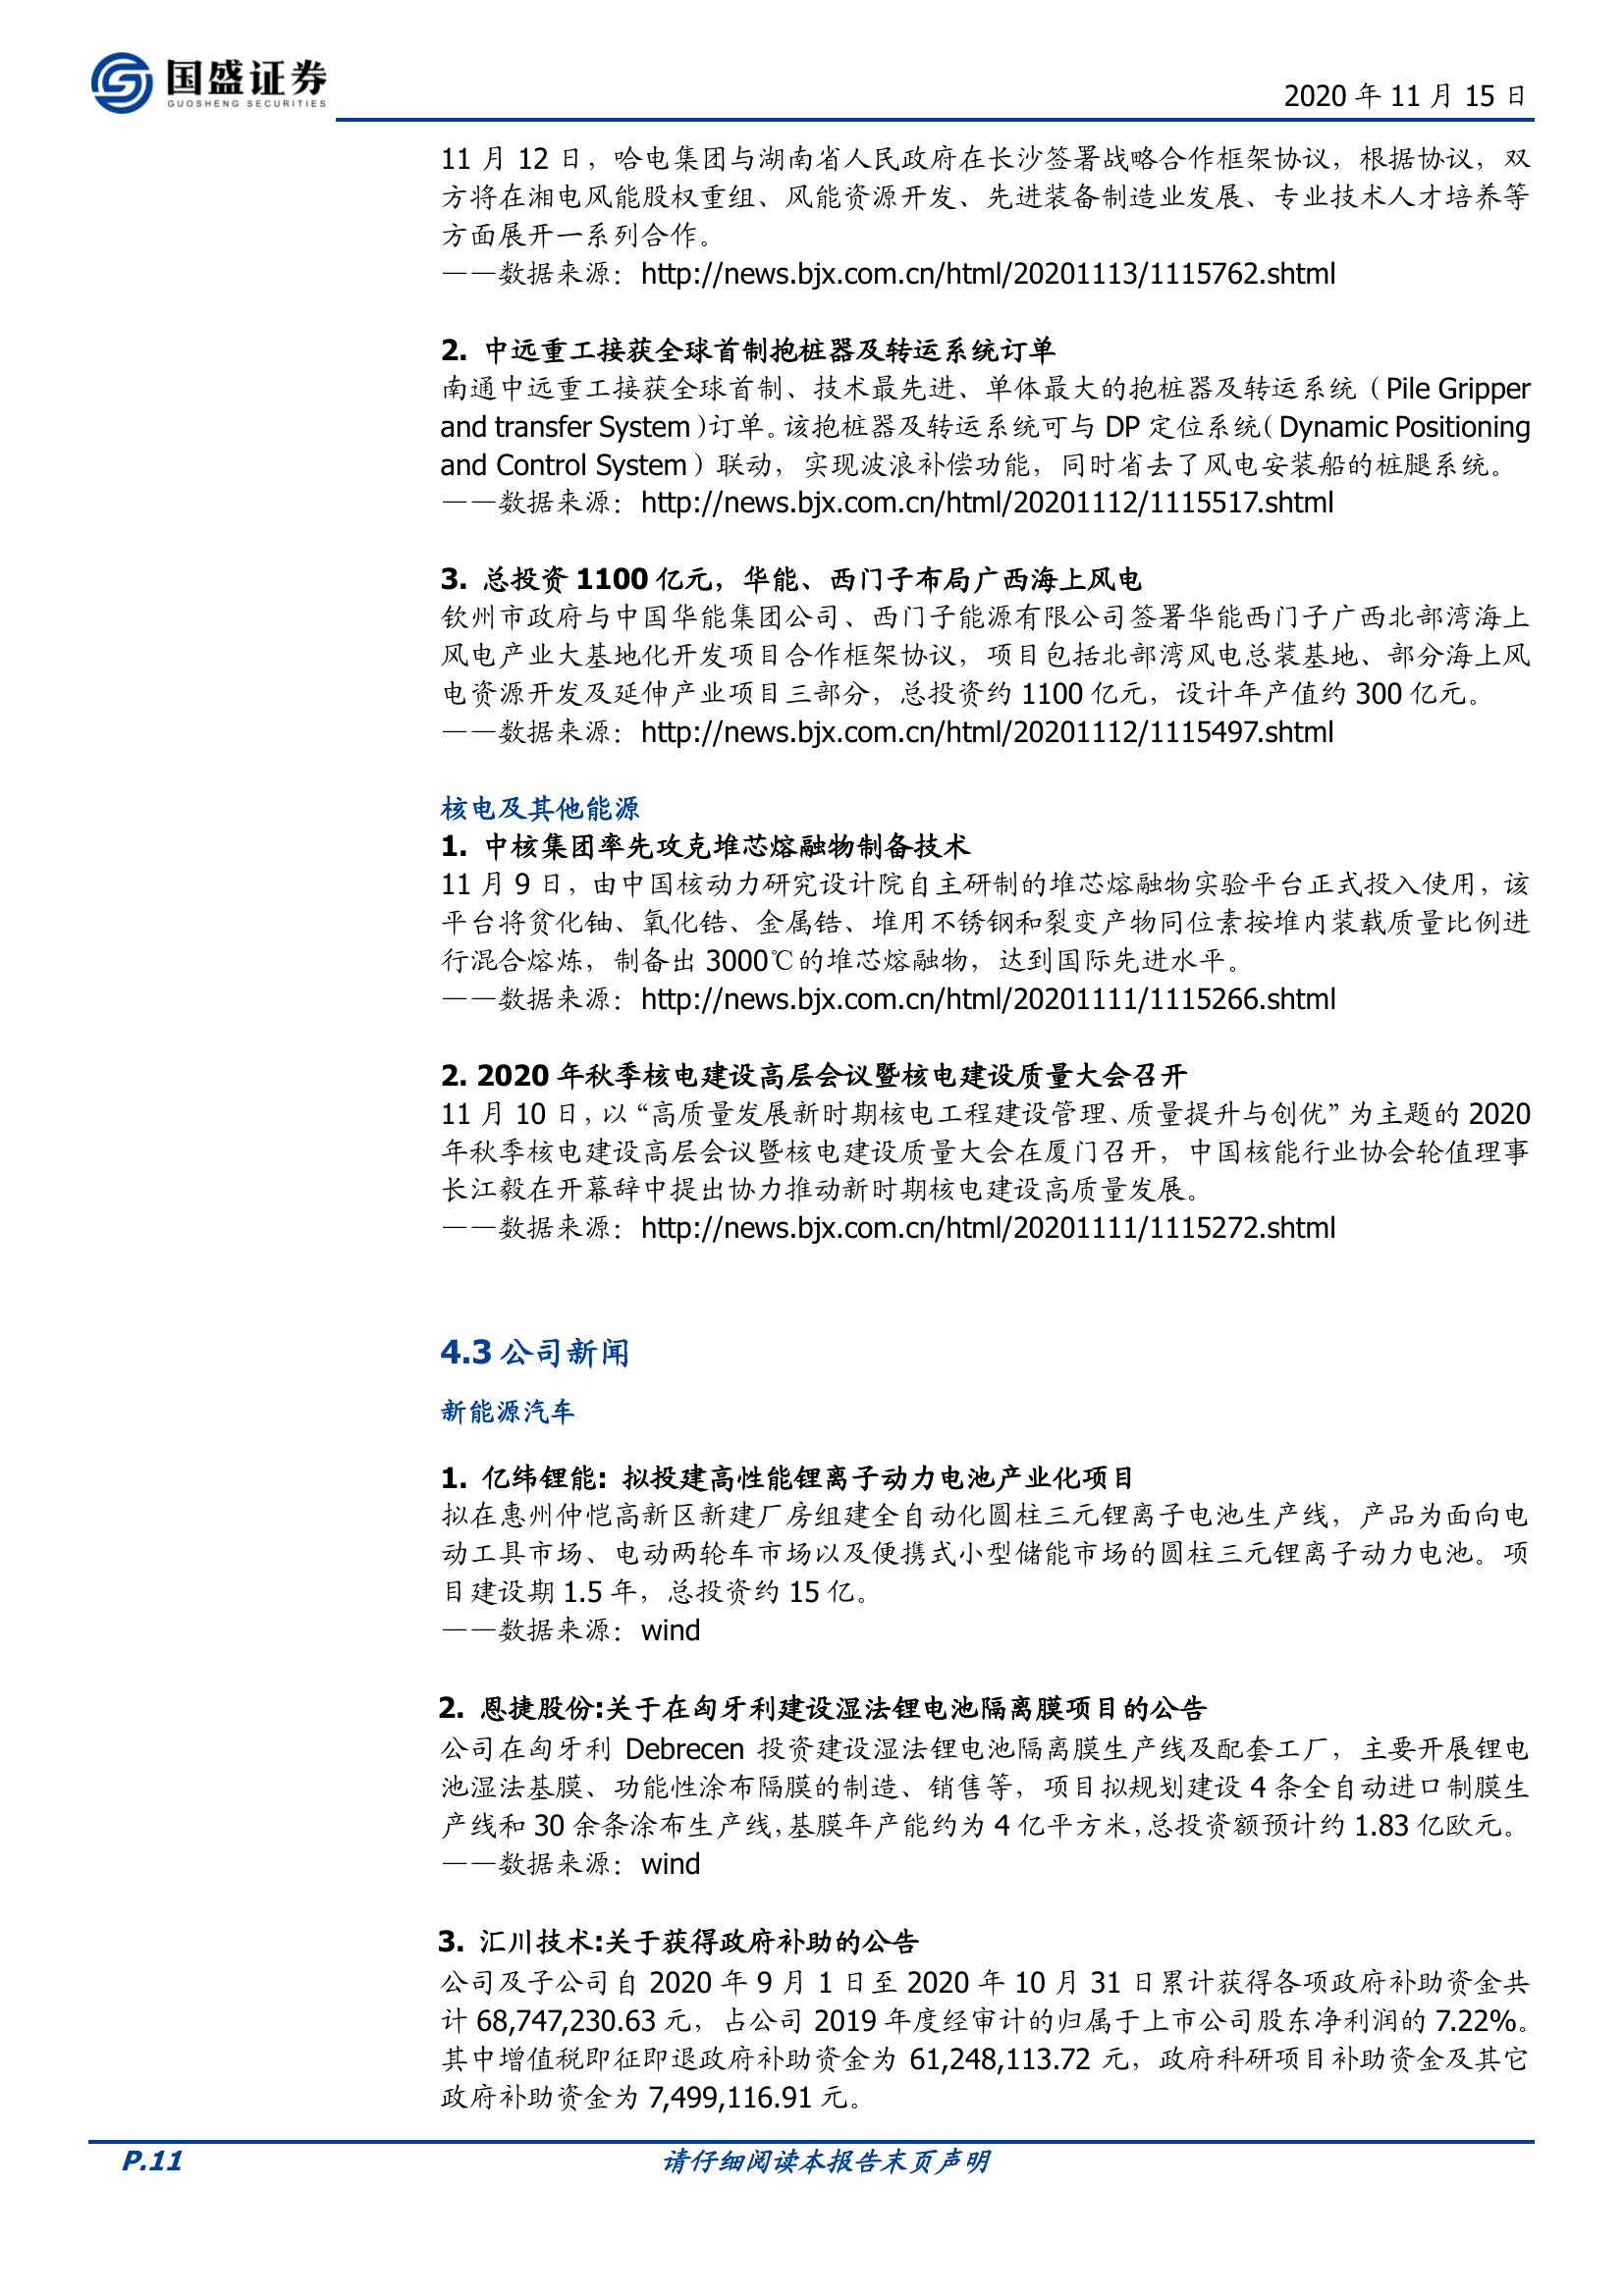 国盛证券
GUOSHENG SECURITIES
2020 年 11 月 15 日
11 月 12 日，哈电集团与湖南省人民政府在长沙签署战略合作框架协议，根据协议，双
方将在湘电风能股权重组、风能资源开发、先进装备制造业发展、专业技术人才培养等
方面展开一系列合作。
——数据来源：http://news.bjx.com.cn/html/20201113/1115762.shtml
2. 中远重工接获全球首制抱桩器及转运系统订单
南通中远重工接获全球首制、技术最先进、单体最大的抱桩器及转运系统（Pile Gripper
and transfer System)订单。该抱桩器及转运系统可与 DP 定位系统（Dynamic Positioning
and Control System）联动，实现波浪补偿功能，同时省去了风电安装船的桩腿系统。
——数据来源：http://news.bjx.com.cn/html/20201112/1115517.shtml
3. 总投资 1100 亿元，华能、西门子布局广西海上风电
钦州市政府与中国华能集团公司、西门子能源有限公司签署华能西门子广西北部湾海上
风电产业大基地化开发项目合作框架协议，项目包括北部湾风电总装基地、部分海上风
电资源开发及延伸产业项目三部分，总投资约 1100 亿元，设计年产值约 300 亿元。
——数据来源：http://news.bjx.com.cn/html/20201112/1115497.shtml
核电及其他能源
1. 中核集团率先攻克堆芯熔融物制备技术
11 月 9 日，由中国核动力研究设计院自主研制的堆芯熔融物实验平台正式投入使用，该
平台将贫化铀、氧化锆、金属锆、堆用不锈钢和裂变产物同位素按堆内装载质量比例进
行混合熔炼，制备出 3000℃的堆芯熔融物，达到国际先进水平。
——数据来源：http://news.bjx.com.cn/html/20201111/1115266.shtml
2. 2020 年秋季核电建设高层会议暨核电建设质量大会召开
11 月 10 日，以“高质量发展新时期核电工程建设管理、质量提升与创优”为主题的 2020
年秋季核电建设高层会议暨核电建设质量大会在厦门召开，中国核能行业协会轮值理事
长江毅在开幕辞中提出协力推动新时期核电建设高质量发展。
——数据来源：http://news.bjx.com.cn/html/20201111/1115272.shtml
4.3 公司新闻
新能源汽车
1. 亿纬锂能：拟投建高性能锂离子动力电池产业化项目
拟在惠州仲恺高新区新建厂房组建全自动化圆柱三元锂离子电池生产线，产品为面向电
动工具市场、电动两轮车市场以及便携式小型储能市场的圆柱三元锂离子动力电池。项
目建设期 1.5 年，总投资约 15 亿。
——数据来源：wind
2. 恩捷股份:关于在匈牙利建设湿法锂电池隔离膜项目的公告
公司在匈牙利 Debrecen 投资建设湿法锂电池隔离膜生产线及配套工厂，主要开展锂电
池湿法基膜、功能性涂布隔膜的制造、销售等，项目拟规划建设 4 条全自动进口制膜生
产线和 30 余条涂布生产线，基膜年产能约为 4 亿平方米，总投资额预计约 1.83 亿欧元。
——数据来源：wind
3. 汇川技术:关于获得政府补助的公告
公司及子公司自 2020 年 9 月 1 日至 2020 年 10 月 31 日累计获得各项政府补助资金共
计 68,747,230.63 元，占公司 2019 年度经审计的归属于上市公司股东净利润的 7.22%。
其中增值税即征即退政府补助资金为 61,248,113.72 元，政府科研项目补助资金及其它
政府补助资金为 7,499,116.91 元。
P.11
请仔细阅读本报告末页声明